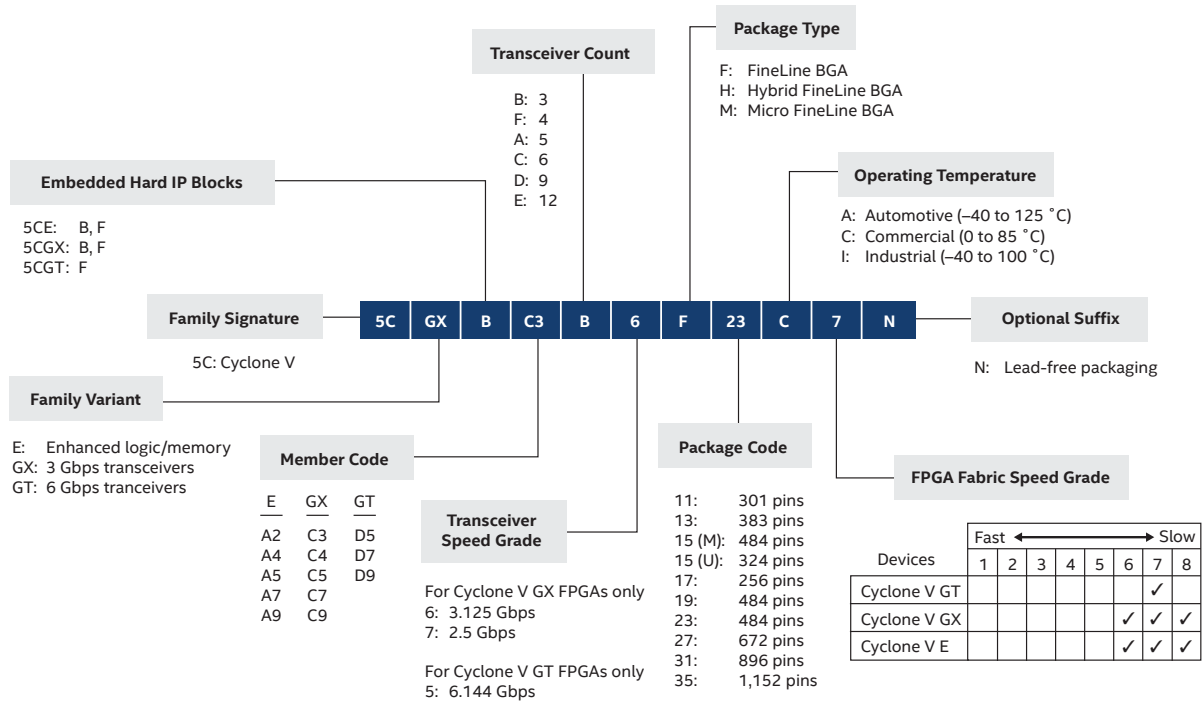 Package Type
F: FineLine BGA
H: Hybrid FineLine BGA
M: Micro FineLine BGA
Transceiver Count
B: 3
F: 4
A: 5
C: 6
D: 9
E: 12
Embedded Hard IP Blocks
5CE: B, F
5CGX: B, F
5CGT: F
Operating Temperature
A: Automotive (–40 to 125 ˚C)
C: Commercial (0 to 85 ˚C)
I: Industrial (–40 to 100 ˚C)
Family Signature
5C: Cyclone V
5C GX B C3 B 6 F 23 C 7 N
Optional Suffix
N: Lead-free packaging
Family Variant
E: Enhanced logic/memory
GX: 3 Gbps transceivers
GT: 6 Gbps tranceivers
Member Code
E GX GT
A2 C3 D5
A4 C4 D7
A5 C5 D9
A7 C7
A9 C9
Transceiver
Speed Grade
For Cyclone V GX FPGAs only
6: 3.125 Gbps
7: 2.5 Gbps
For Cyclone V GT FPGAs only
5: 6.144 Gbps
Package Code
11: 301 pins
13: 383 pins
15 (M): 484 pins
15 (U): 324 pins
17: 256 pins
19: 484 pins
23: 484 pins
27: 672 pins
31: 896 pins
35: 1,152 pins
FPGA Fabric Speed Grade
Fast Slow
Devices 1 2 3 4 5 6 7 8
Cyclone V GT ✓
Cyclone V GX ✓ ✓ ✓
Cyclone V E ✓ ✓ ✓